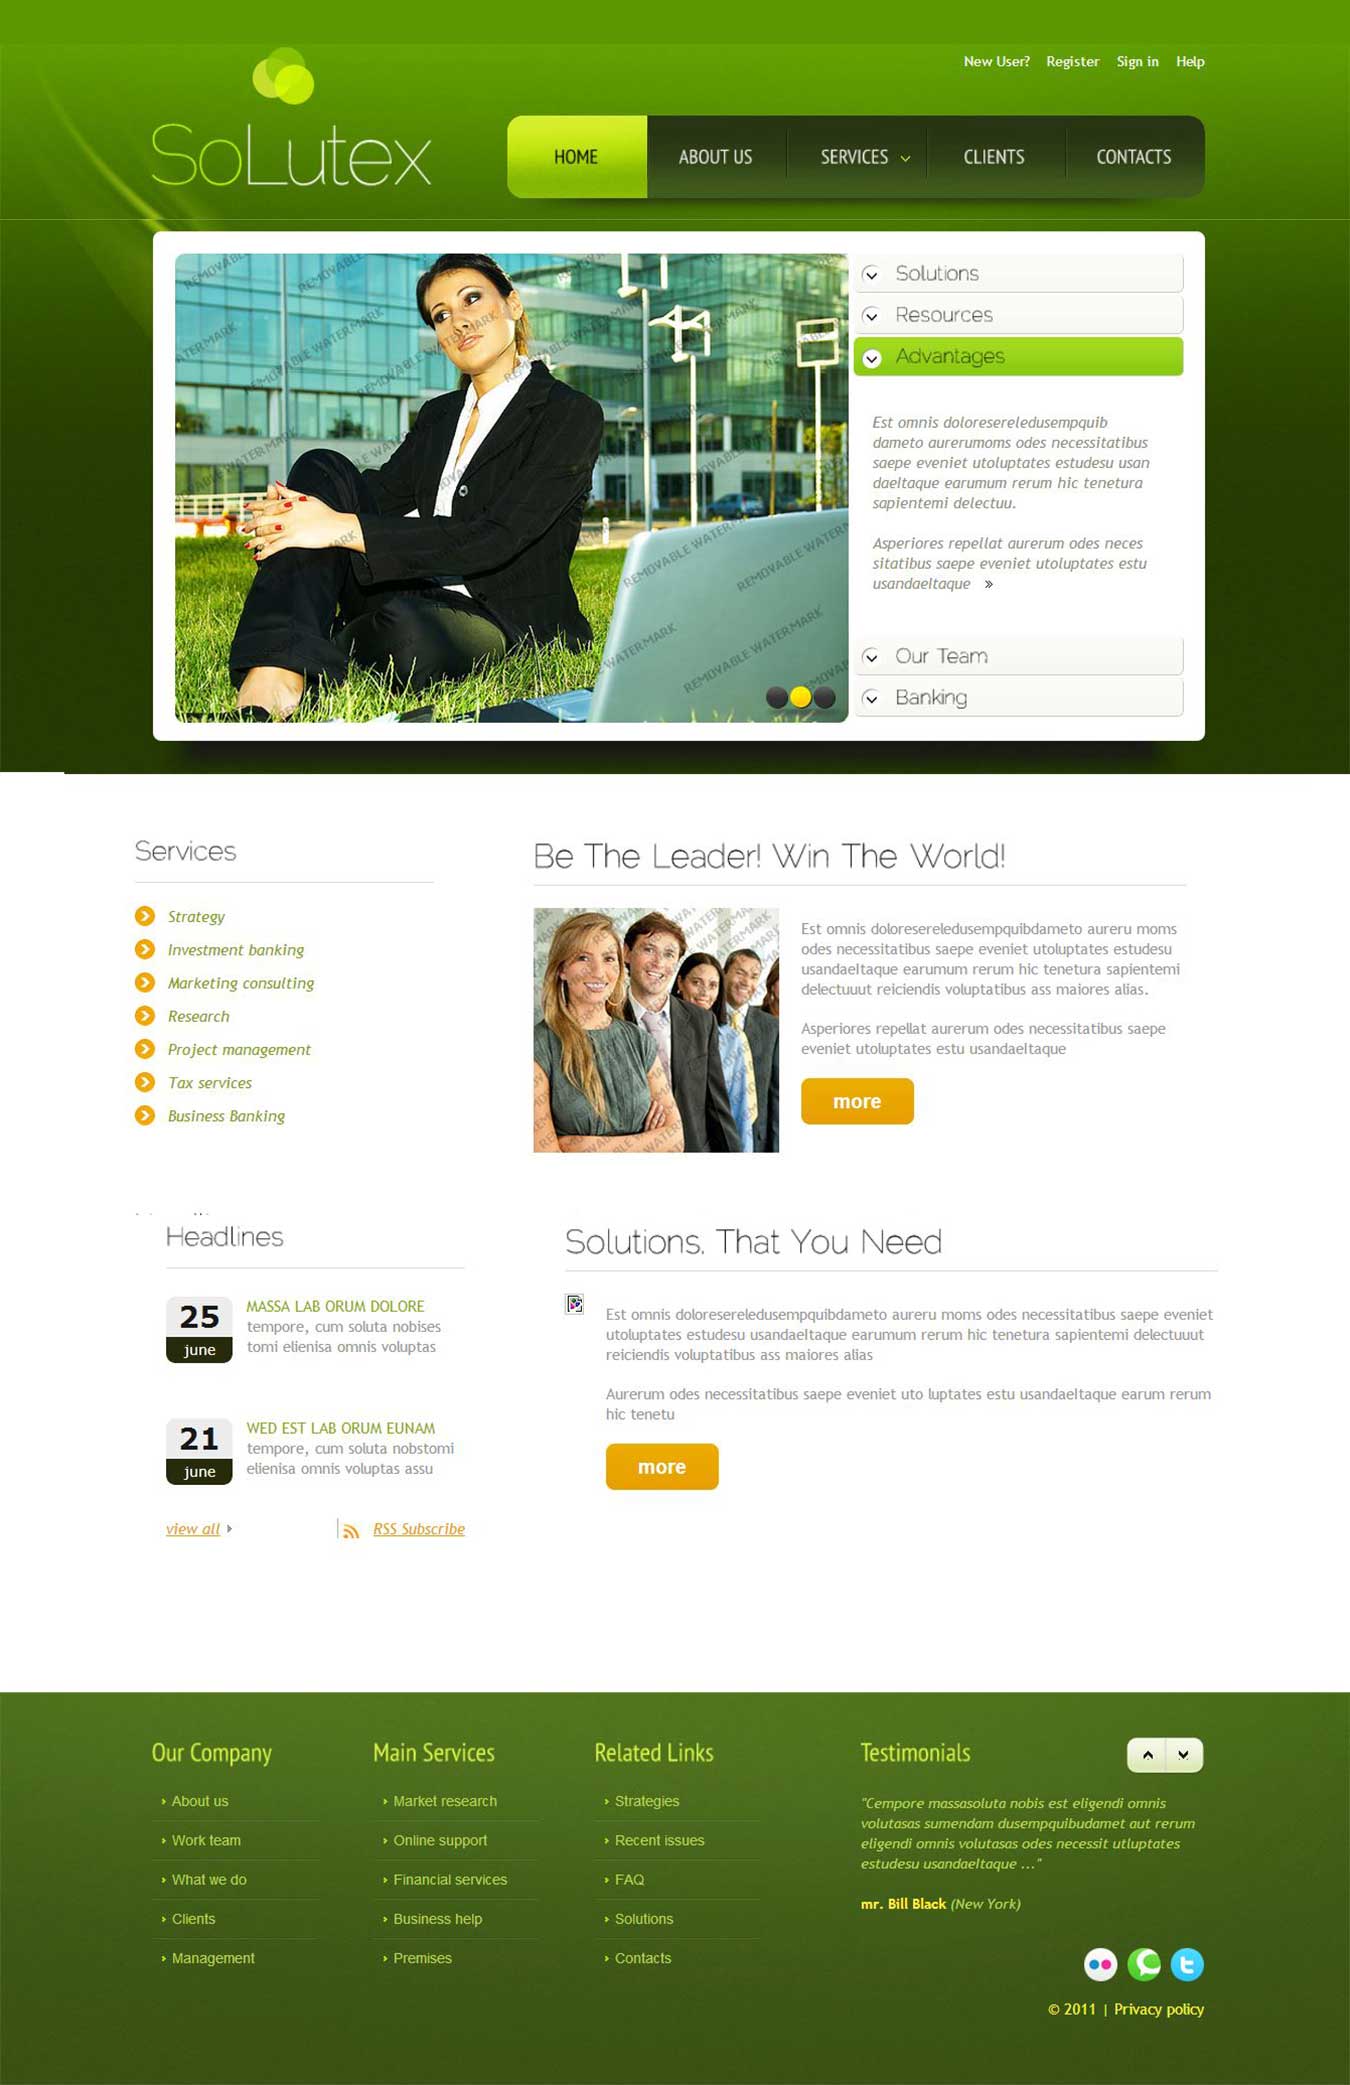 New User? Register Sign in Help
SoLutex
HOME ABOUT US SERVICES CLIENTS CONTACTS
REMOVABLE WATERMARK
Solutions
Resources
Advantages
Est omnis doloresereledusempquib
dameto aurerumoms odes necessitatibus
saepe eveniet utoluptates estudesu usan
daeltaque earumum rerum hic tenetura
sapientemi delectuu.
Asperiores repellat aurerum odes neces
sitatibus saepe eveniet utoluptates estu
usandaeltaque »
Our Team
Banking
Services
Strategy
Investment banking
Marketing consulting
Research
Project management
Tax services
Business Banking
Be The Leader! Win The World!
Est omnis doloresereledusempquibdameto aureru moms
odes necessitatibus saepe eveniet utoluptates estudesu
usandaeltaque earumum rerum hic tenetura sapientemi
delectuuut reiciendis voluptatibus ass maiores alias.
Asperiores repellat aurerum odes necessitatibus saepe
eveniet utoluptates estu usandaeltaque
more
Headlines
25
june
MASSA LAB ORUM DOLORE
tempore, cum soluta nobises
tomi elienisa omnis voluptas
21
june
WED EST LAB ORUM EUNAM
tempore, cum soluta nobstomi
elienisa omnis voluptas assu
view all
RSS Subscribe
Solutions, That You Need
Est omnis doloresereledusempquibdameto aureru moms odes necessitatibus saepe eveniet
utoluptates estudesu usandaeltaque earumum rerum hic tenetura sapientemi delectuuut
reiciendis voluptatibus ass maiores alias
Aurerum odes necessitatibus saepe eveniet uto luptates estu usandaeltaque earum rerum
hic tenetu
more
Our Company
About us
Work team
What we do
Clients
Management
Main Services
Market research
Online support
Financial services
Business help
Premises
Related Links
Strategies
Recent issues
FAQ
Solutions
Contacts
Testimonials
"Cempore massasoluta nobis est eligendi omnis
volutasas sumendam dusempquibudamet aut rerum
eligendi omnis volutasas odes necessit utluptates
estudesu usandaeltaque ..."
mr. Bill Black (New York)
© 2011 | Privacy policy